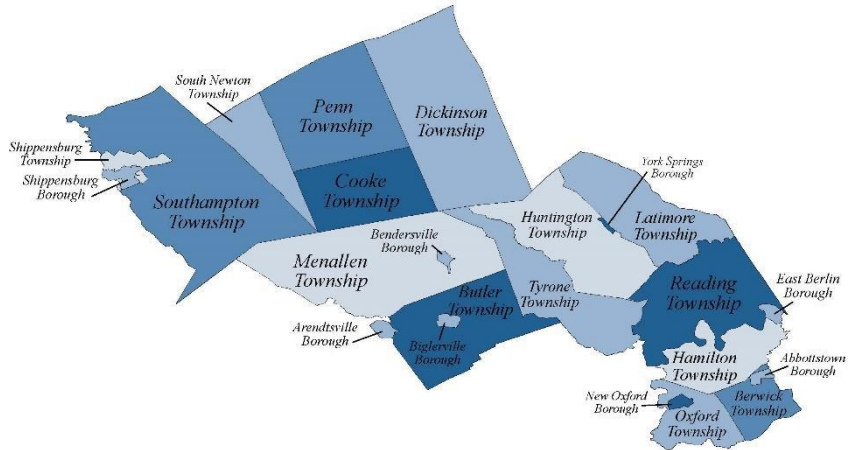 South Newton
Township
Penn
Township
Dickinson
Township
Shippensburg
Township
Shippensburg
Borough
Southampton
Township
Cooke
Township
York Springs
Borough
Huntington
Township
Latimore
Township
Bendersville
Borough
Menallen
Township
Reading
Township
East Berlin
Borough
Butler
Township
Tyrone
Township
Arendtsville
Borough
Biglerville
Borough
Hamilton
Township
Abbottstown
Borough
New Oxford
Borough
Berwick
Township
Oxford
Township